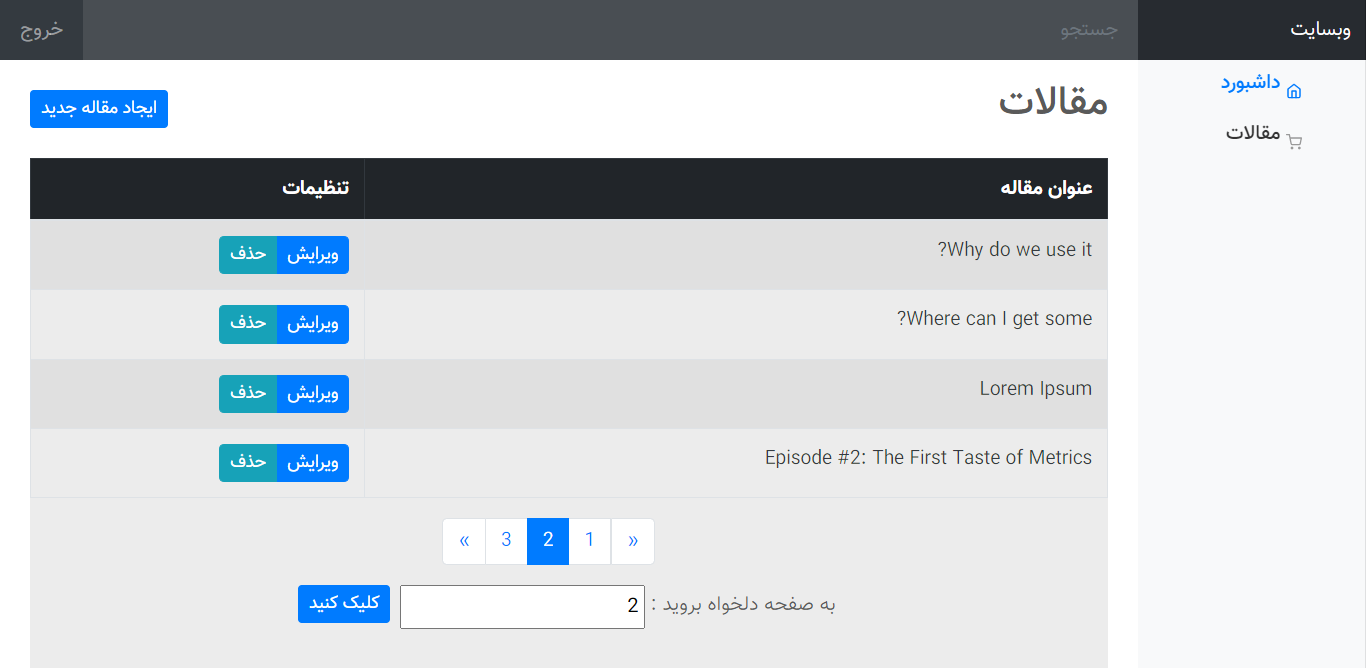 وبسایت
جستجو
خروج
داشبورد
مقالات
مقالات
ایجاد مقاله جدید
عنوان مقاله تنظیمات
Why do we use it? ویرایش حذف
Where can I get some? ویرایش حذف
Lorem Ipsum ویرایش حذف
Episode #2: The First Taste of Metrics ویرایش حذف
« 1 2 3 »
به صفحه دلخواه بروید : 2 کلیک کنید